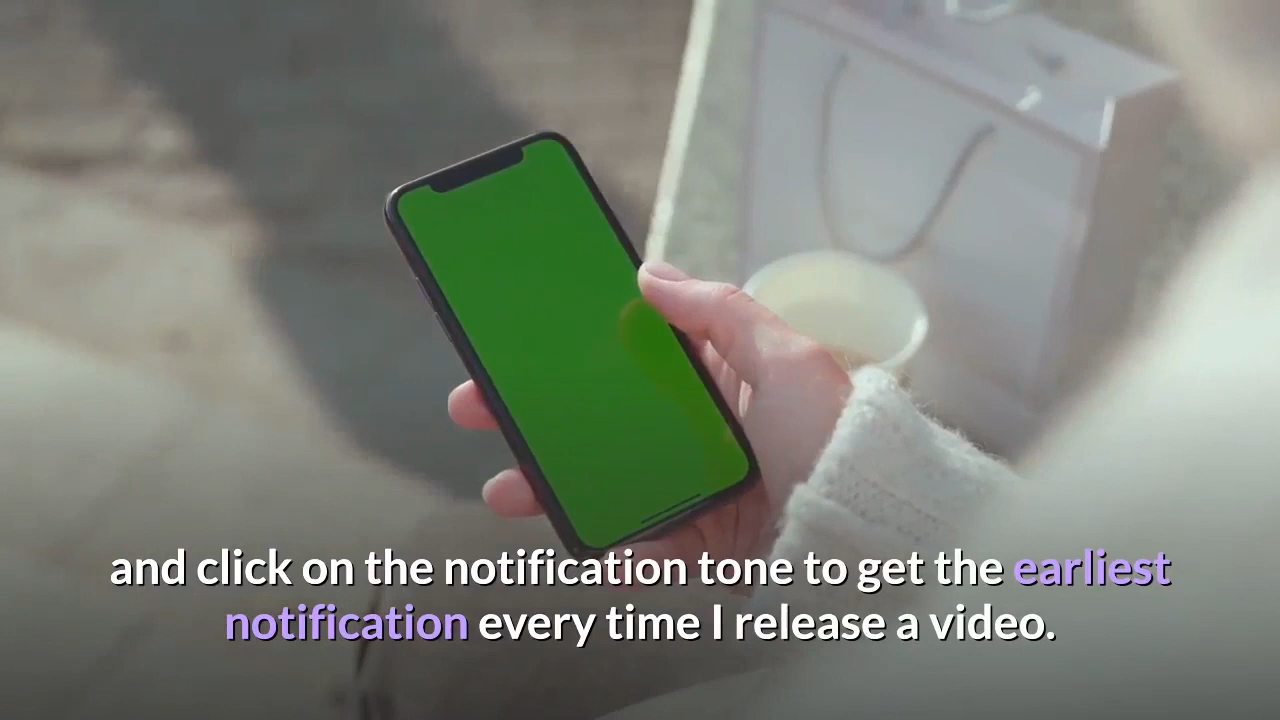 and click on the notification tone to get the earliest
notification every time I release a video.